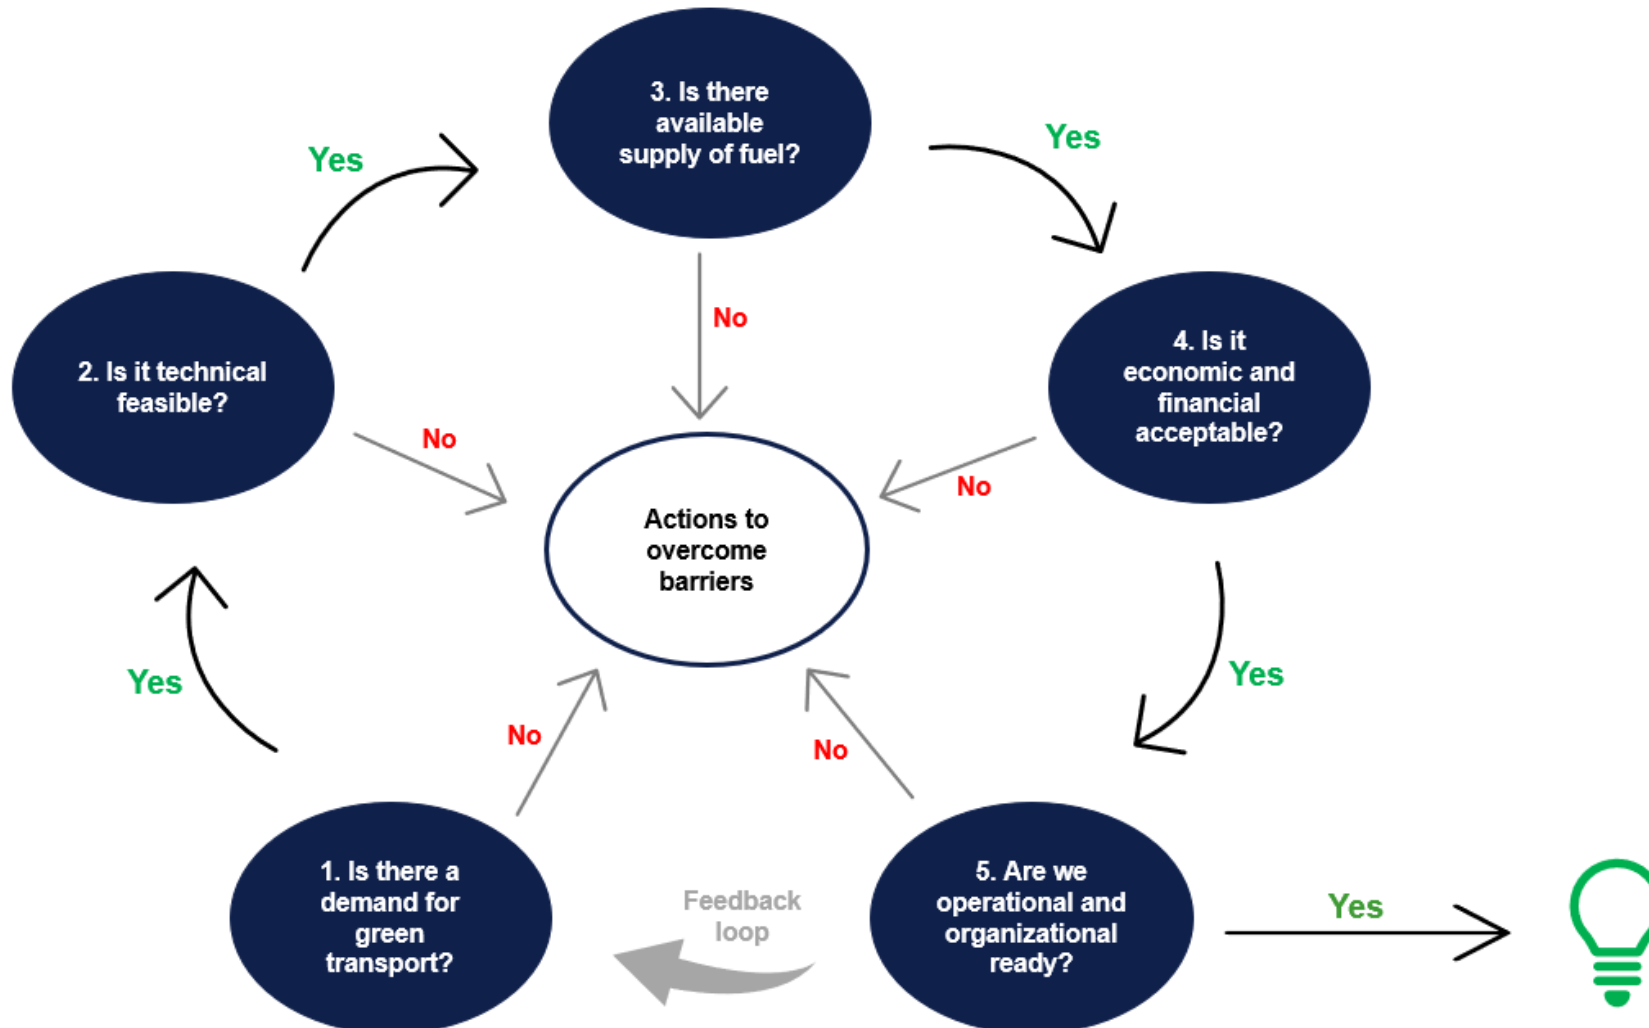 3. Is there
available
supply of fuel?
Yes
Yes
No
2. Is it technical
feasible?
4. Is it
economic and
financial
acceptable?
No
No
Actions to
overcome
barriers
Yes
Yes
No
No
1. Is there a
demand for
green
transport?
Feedback
loop
5. Are we
operational and
organizational
ready?
Yes